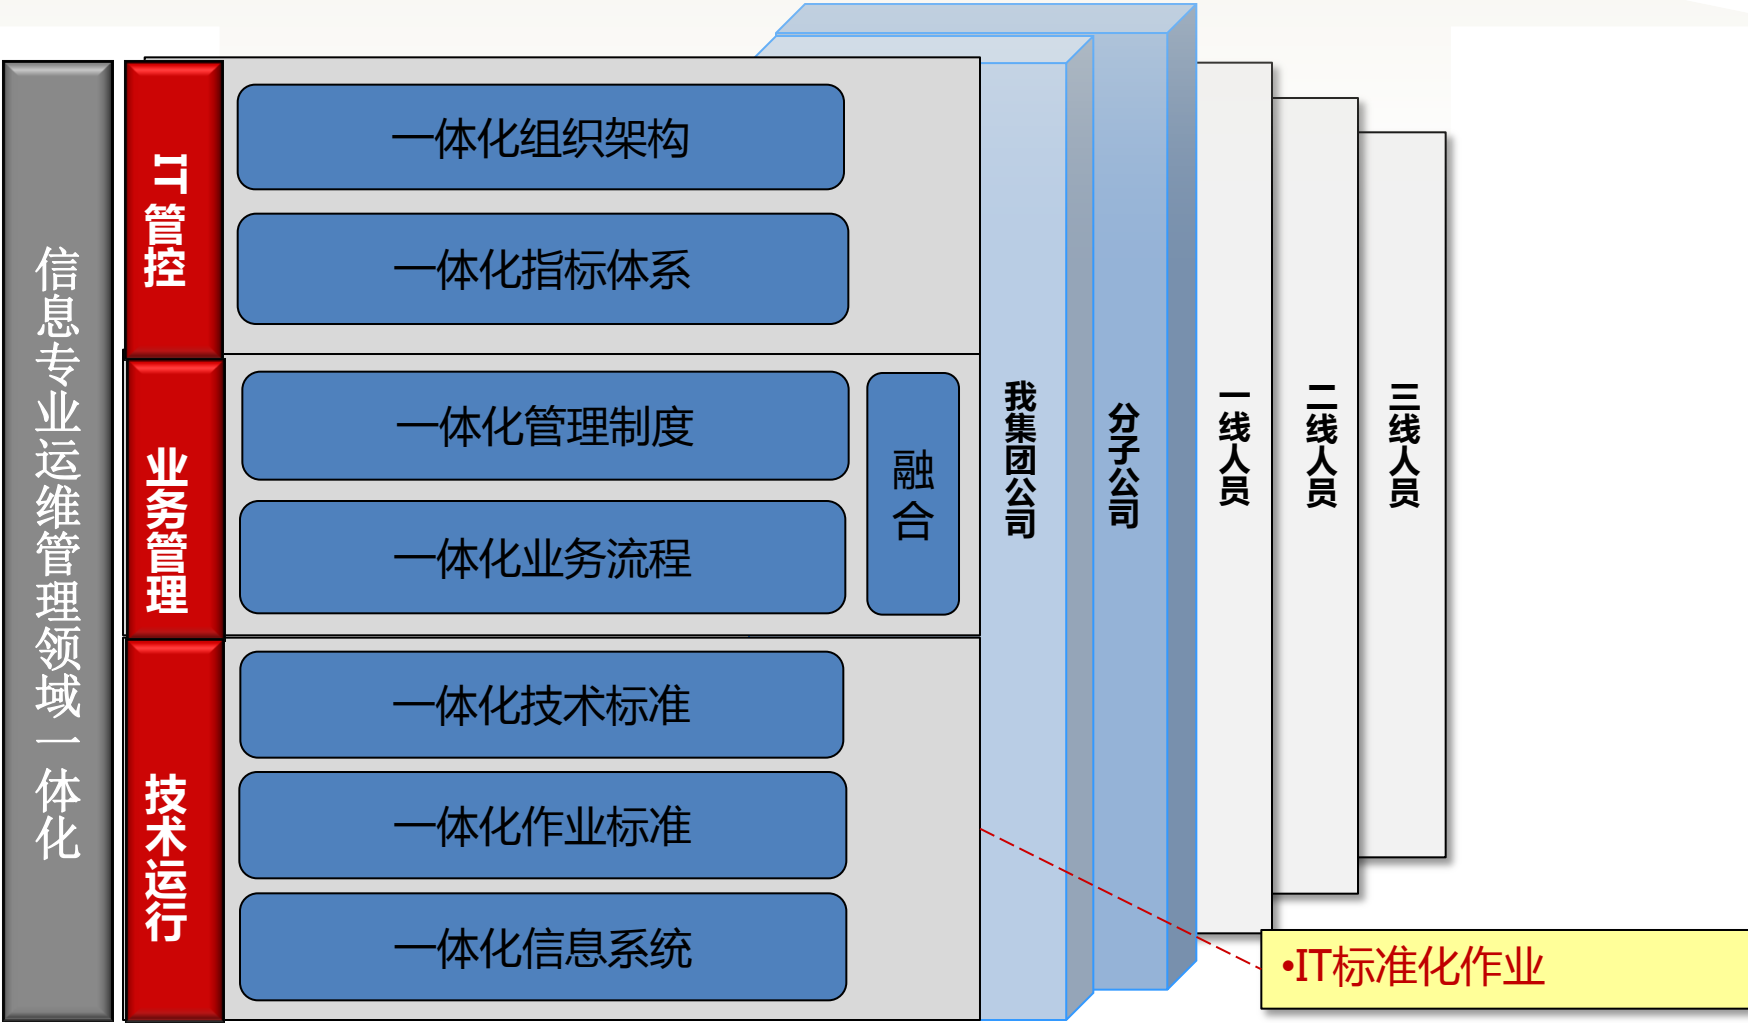 信息专业运维管理领域一体化
IT管控
一体化组织架构
一体化指标体系
业务管理
一体化管理制度
一体化业务流程
融合
技术运行
一体化技术标准
一体化作业标准
一体化信息系统
我集团公司
分子公司
一线人员
二线人员
三线人员
•IT标准化作业